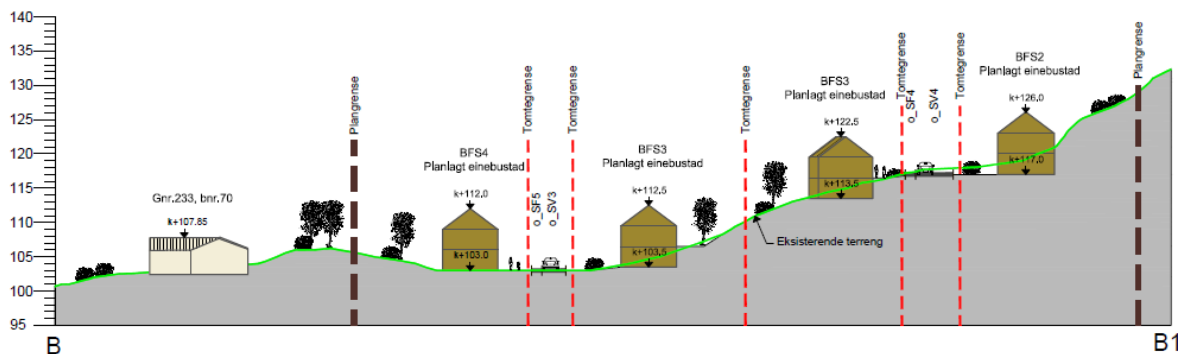 140
135
130
125
120
115
110
105
100
95
Gnr.233, bnr.70
k+107.85
Plangrense
BFS4
Planlagt einebustad
k+112,0
k+103.0
Tomtegrense
o_SF5
o_SV3
Tomtegrense
BFS3
Planlagt einebustad
k+112,5
k+103,5
Tomtegrense
Eksisterende terreng
BFS3
Planlagt einebustad
k+122.5
k+113.5
Tomtegrense
o_SF4
o_SV4
Tomtegrense
BFS2
Planlagt einebustad
k+126,0
k+117.0
Plangrense
B
B1